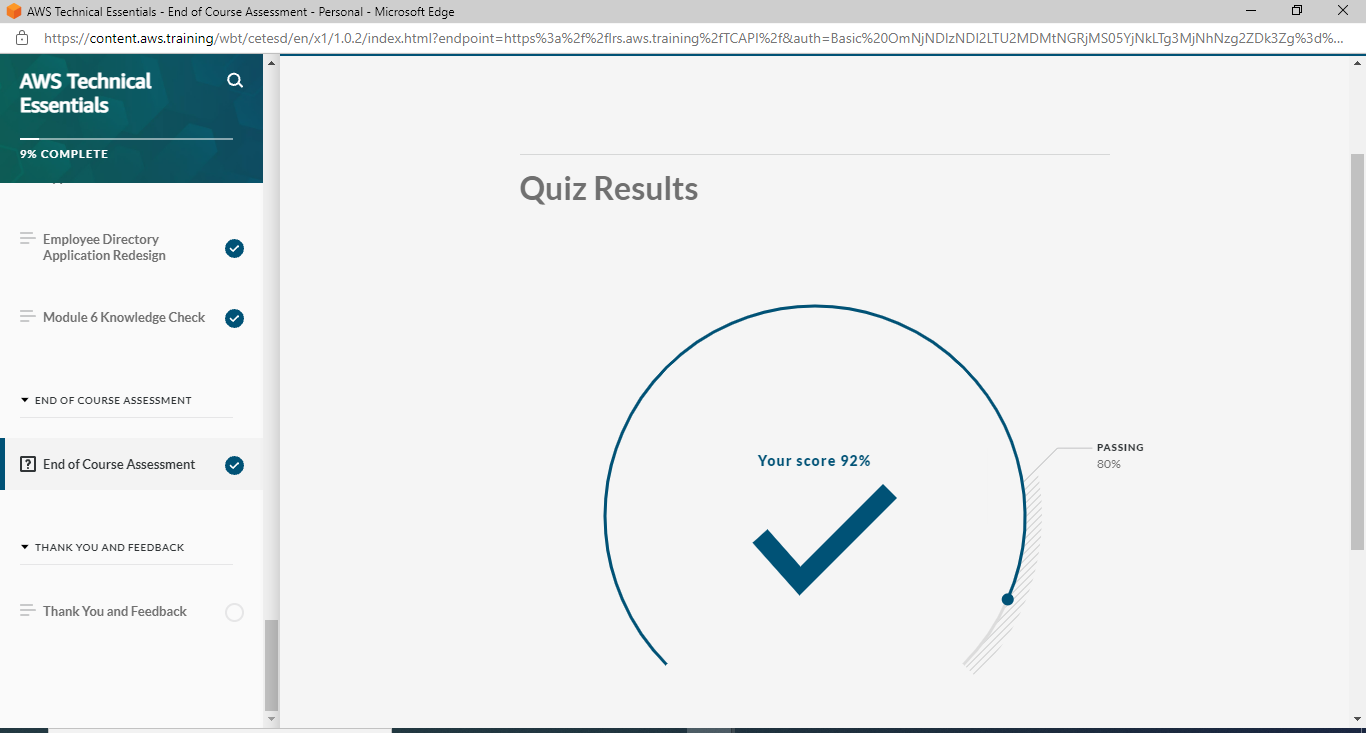 AWS Technical Essentials - End of Course Assessment - Personal - Microsoft Edge
https://content.aws.training/wbt/cetesd/en/x1/1.0.2/index.html?endpoint=https%3a%2f%2flrs.aws.training%2fTCAPI%2f&auth=Basic%20OmNjNDIzNDI2LTU2MDMtNGRjMS05YjNkLTg3MjNhNzg2ZDk3Zg%3d%...
AWS Technical
Essentials
9% COMPLETE
Employee Directory
Application Redesign
Module 6 Knowledge Check
END OF COURSE ASSESSMENT
End of Course Assessment
THANK YOU AND FEEDBACK
Thank You and Feedback
Quiz Results
Your score 92%
PASSING
80%